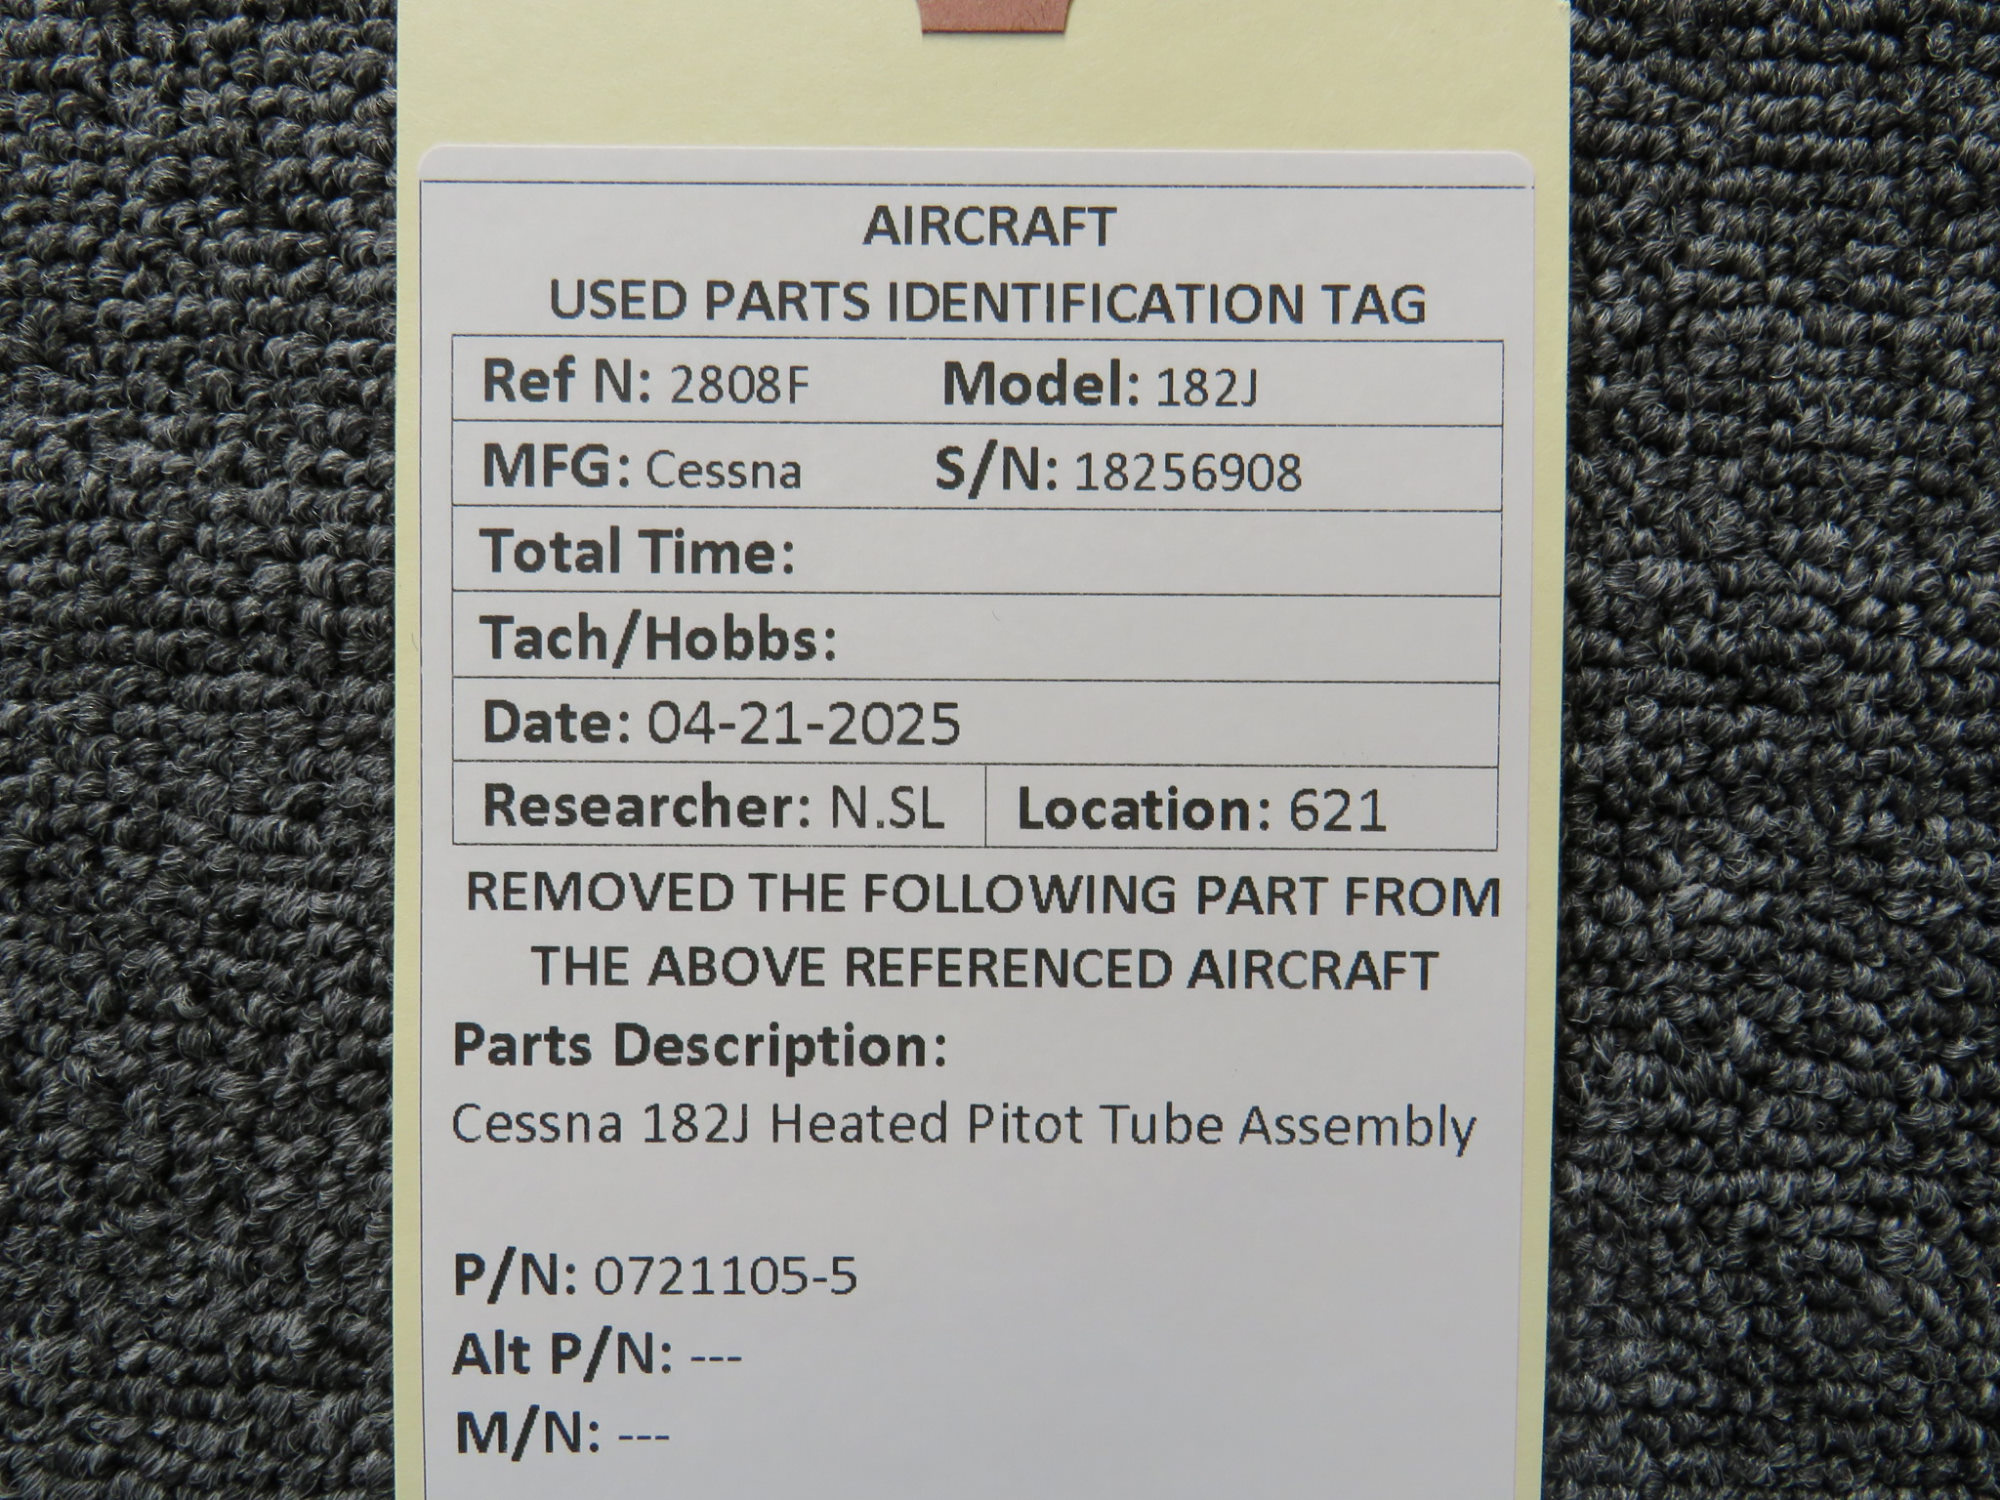 AIRCRAFT
USED PARTS IDENTIFICATION TAG
Ref N: 2808F Model: 182J
MFG: Cessna S/N: 18256908
Total Time:
Tach/Hobbs:
Date: 04-21-2025
Researcher: N.SL Location: 621
REMOVED THE FOLLOWING PART FROM
THE ABOVE REFERENCED AIRCRAFT
Parts Description:
Cessna 182J Heated Pitot Tube Assembly
P/N: 0721105-5
Alt P/N: ---
M/N: ---